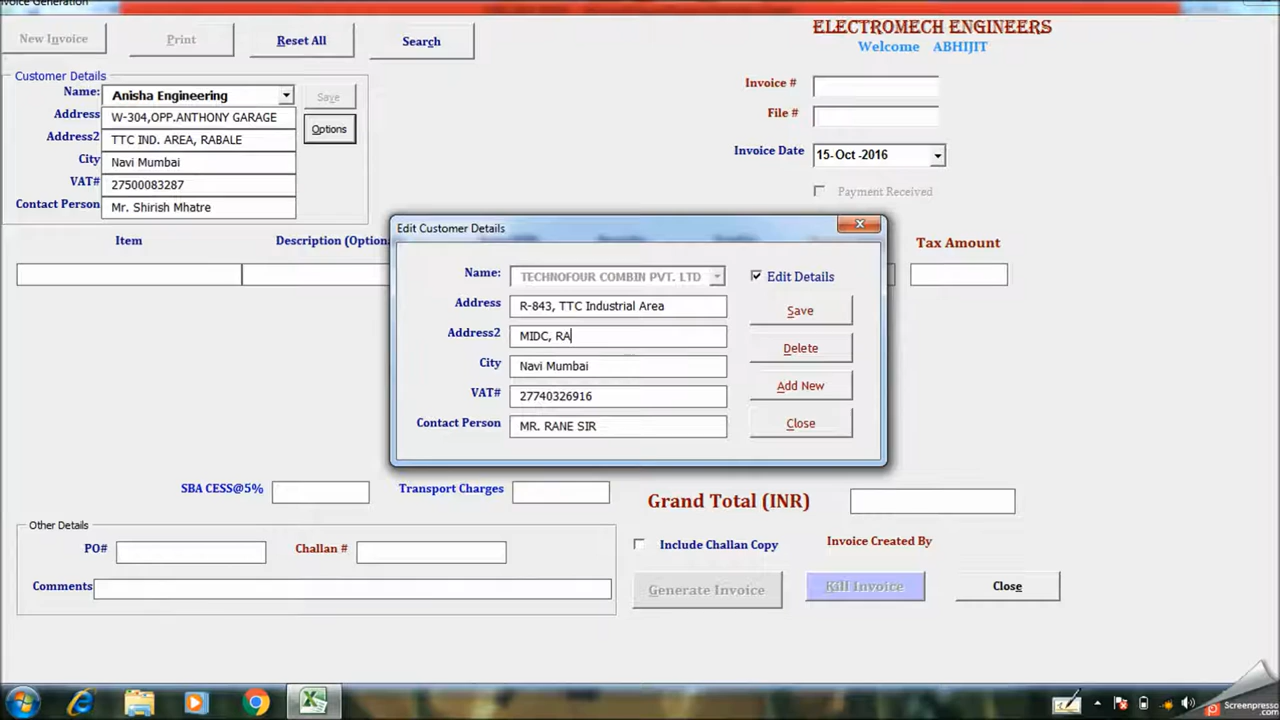 Invoice Generation
New Invoice
Print
Reset All
Search
ELECTROMECH ENGINEERS
Welcome ABHIJIT
Customer Details
Name: Anisha Engineering
Save
Address W-304,OPP.ANTHONY GARAGE
Options
Address2 TTC IND. AREA, RABALE
City Navi Mumbai
VAT# 27500083287
Contact Person Mr. Shirish Mhatre
Invoice #
File #
Invoice Date 15-Oct -2016
Payment Received
Item
Description (Option
Tax Amount
Edit Customer Details
Name: TECHNOFOUR COMBIN PVT. LTD
Edit Details
Address R-843, TTC Industrial Area
Save
Address2 MIDC, RA
Delete
City Navi Mumbai
VAT# 27740326916
Add New
Contact Person MR. RANE SIR
Close
SBA CESS@5%
Transport Charges
Grand Total (INR)
Other Details
PO#
Challan #
Include Challan Copy
Invoice Created By
Comments
Generate Invoice
Kill Invoice
Close
Screenpresso
.com